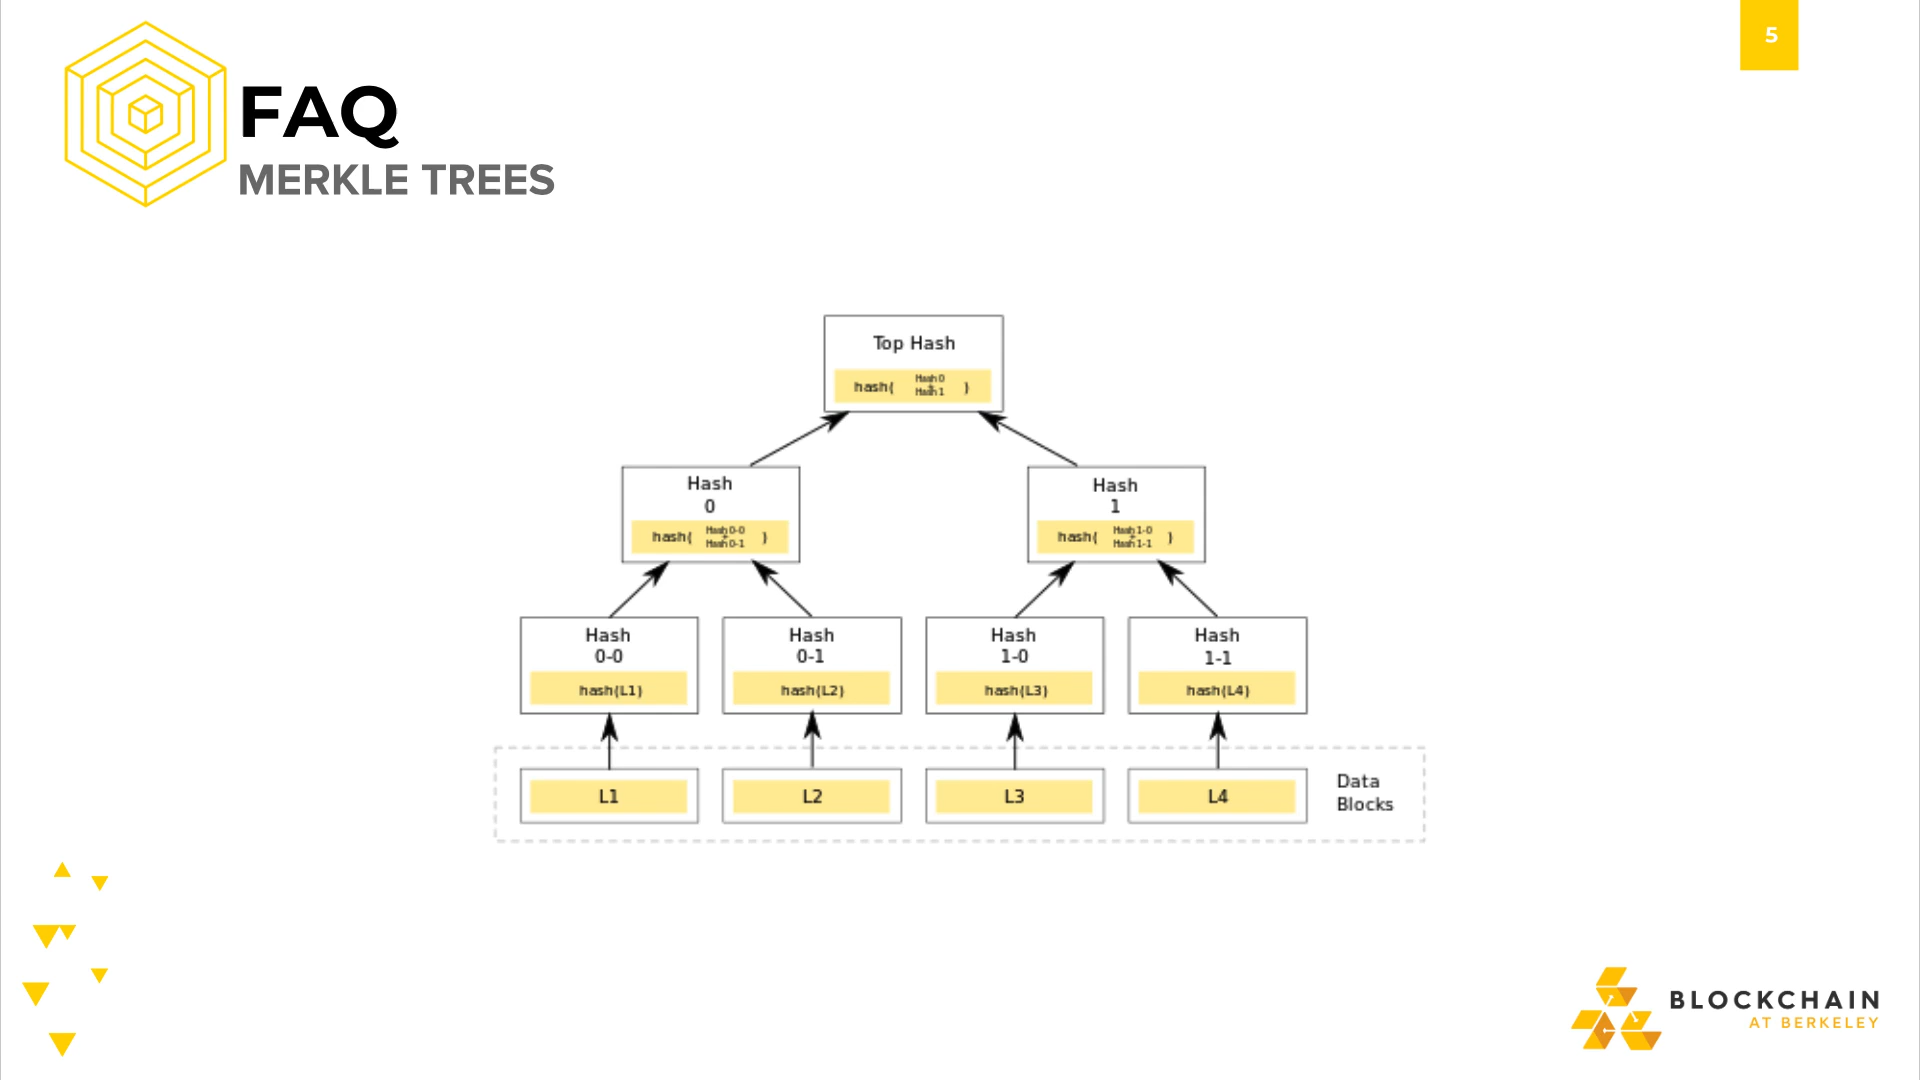 5
FAQ
MERKLE TREES
Top Hash
hash( Hash 0 + Hash 1 )
Hash
0
hash( Hash 0-0 + Hash 0-1 )
Hash
1
hash( Hash 1-0 + Hash 1-1 )
Hash
0-0
hash(L1)
Hash
0-1
hash(L2)
Hash
1-0
hash(L3)
Hash
1-1
hash(L4)
L1
L2
L3
L4
Data
Blocks
BLOCKCHAIN
AT BERKELEY